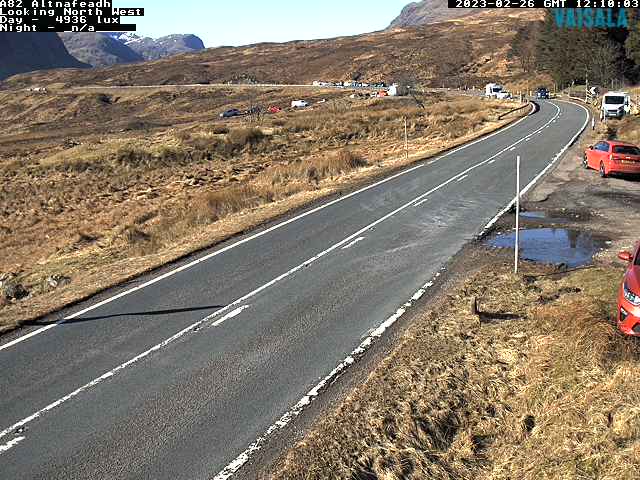 A82 Altnafeadh
Looking North West
Day - 4936 lux
Night - n/a
2023-02-26 GMT 12:10:03
VAISALA